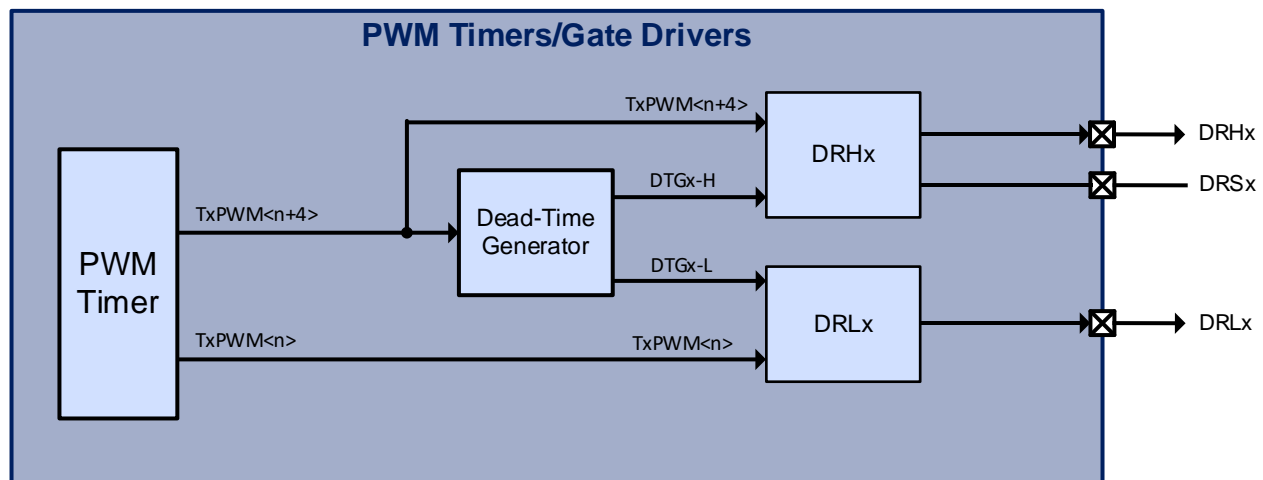 PWM Timers/Gate Drivers
TxPWM<n+4>
DRHx
DRHx
DTGx-H
DRSx
TxPWM<n+4>
Dead-Time
Generator
PWM
Timer
DTGx-L
DRLx
DRLx
TxPWM<n>
TxPWM<n>